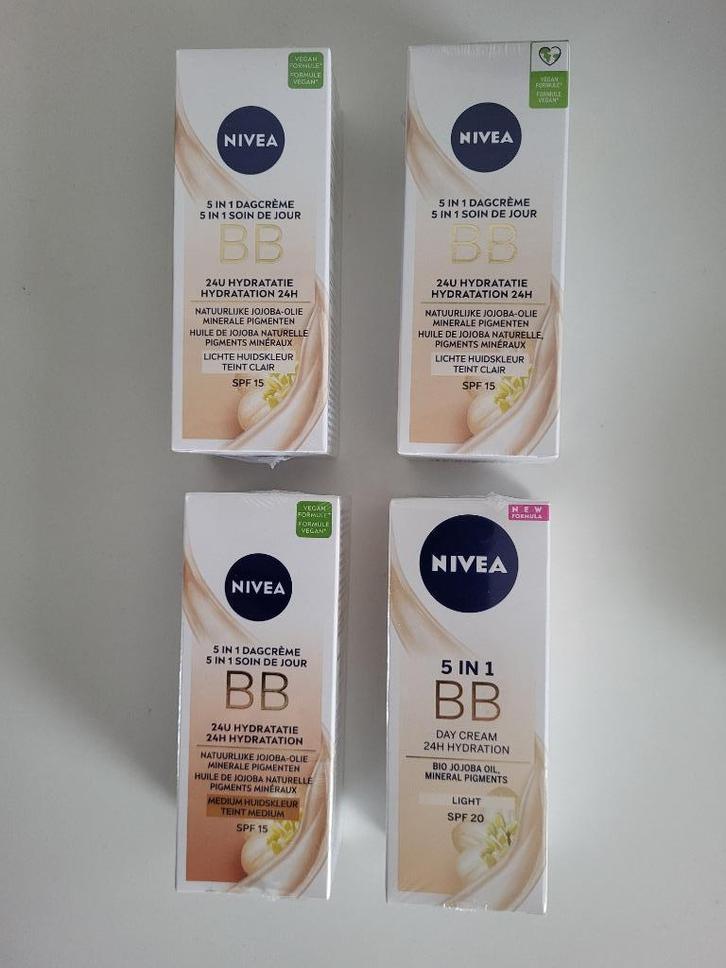 VEGAN
FORMULE*
FORMULE
VEGAN*
NIVEA
5 IN 1 DAGCRÈME
5 IN 1 SOIN DE JOUR
BB
24U HYDRATATIE
HYDRATATION 24H
NATUURLIJKE JOJOBA-OLIE
MINERALE PIGMENTEN
HUILE DE JOJOBA NATURELLE
PIGMENTS MINÉRAUX
LICHTE HUIDSKLEUR
TEINT CLAIR
SPF 15
VEGAN
FORMULE*
FORMULE
VEGAN*
NIVEA
5 IN 1 DAGCRÈME
5 IN 1 SOIN DE JOUR
BB
24U HYDRATATIE
HYDRATATION 24H
NATUURLIJKE JOJOBA-OLIE
MINERALE PIGMENTEN
HUILE DE JOJOBA NATURELLE,
PIGMENTS MINÉRAUX
LICHTE HUIDSKLEUR
TEINT CLAIR
SPF 15
VEGAN
FORMULE*
FORMULE
VEGAN*
NIVEA
5 IN 1 DAGCRÈME
5 IN 1 SOIN DE JOUR
BB
24U HYDRATATIE
24H HYDRATATION
NATUURLIJKE JOJOBA-OLIE
MINERALE PIGMENTEN
HUILE DE JOJOBA NATURELLE
PIGMENTS MINÉRAUX
MEDIUM HUIDSKLEUR
TEINT MEDIUM
SPF 15
NEW
FORMULA
NIVEA
5 IN 1
BB
DAY CREAM
24H HYDRATION
BIO JOJOBA OIL,
MINERAL PIGMENTS
LIGHT
SPF 20